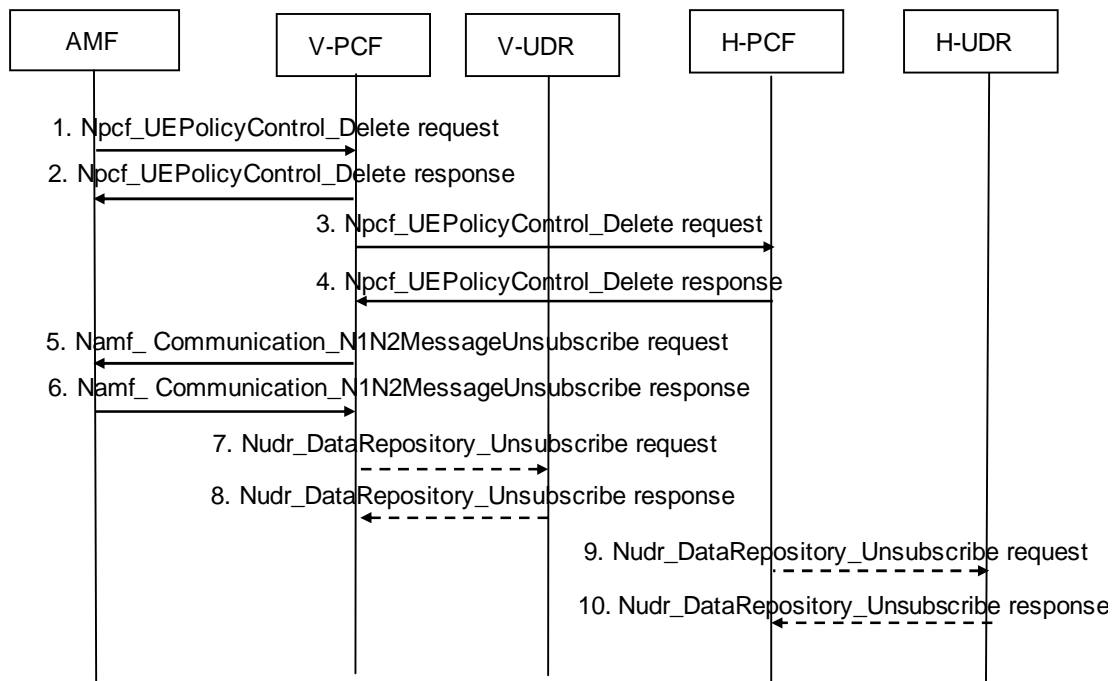 AMF
V-PCF
V-UDR
H-PCF
H-UDR
1. Npcf_UEPolicyControl_Delete request
2. Npcf_UEPolicyControl_Delete response
3. Npcf_UEPolicyControl_Delete request
4. Npcf_UEPolicyControl_Delete response
5. Namf_ Communication_N1N2MessageUnsubscribe request
6. Namf_ Communication_N1N2MessageUnsubscribe response
7. Nudr_DataRepository_Unsubscribe request
8. Nudr_DataRepository_Unsubscribe response
9. Nudr_DataRepository_Unsubscribe request
10. Nudr_DataRepository_Unsubscribe response